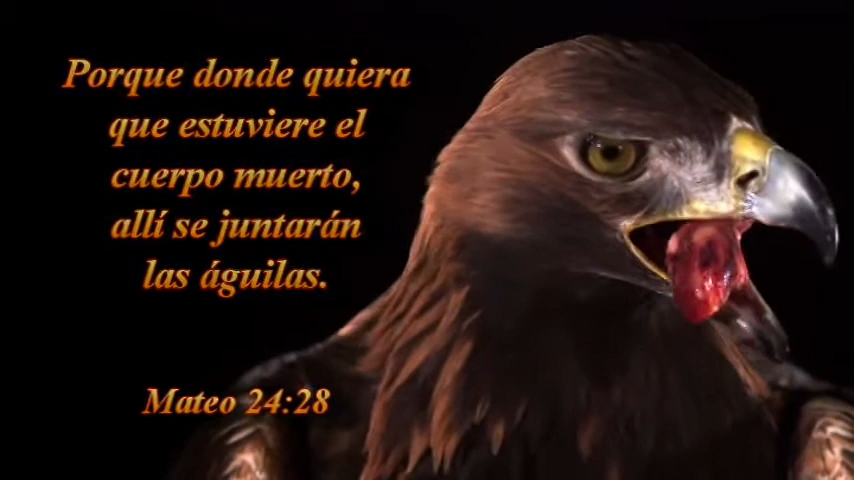 Porque donde quiera
que estuviere el
cuerpo muerto,
allí se juntarán
las águilas.
Mateo 24:28